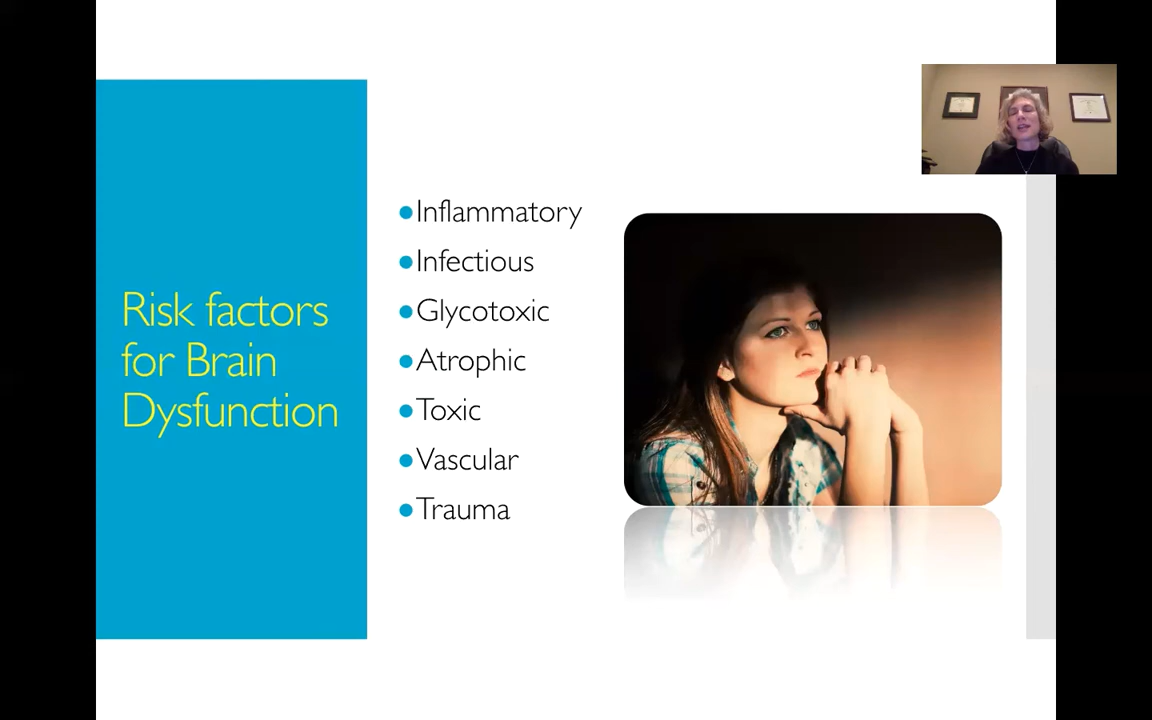 Risk factors
for Brain
Dysfunction
•Inflammatory
•Infectious
•Glycotoxic
•Atrophic
•Toxic
•Vascular
•Trauma